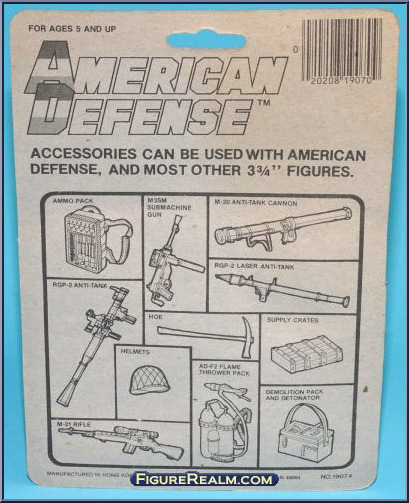 FOR AGES 5 AND UP
0
20208 19070
AMERICAN
DEFENSE™
ACCESSORIES CAN BE USED WITH AMERICAN
DEFENSE, AND MOST OTHER 3¾'' FIGURES.
AMMO PACK
M35M
SUBMACHINE
GUN
M-20 ANTI-TANK CANNON
RGP-2 LASER ANTI-TANK
RGP-2 ANTI-TANK
HOE
SUPPLY CRATES
HELMETS
AD-F2 FLAME
THROWER PACK
DEMOLITION PACK
AND DETONATOR
M-21 RIFLE
MANUFACTURED IN HONG KONG
NO. 1907A
FIGUREREALM.COM